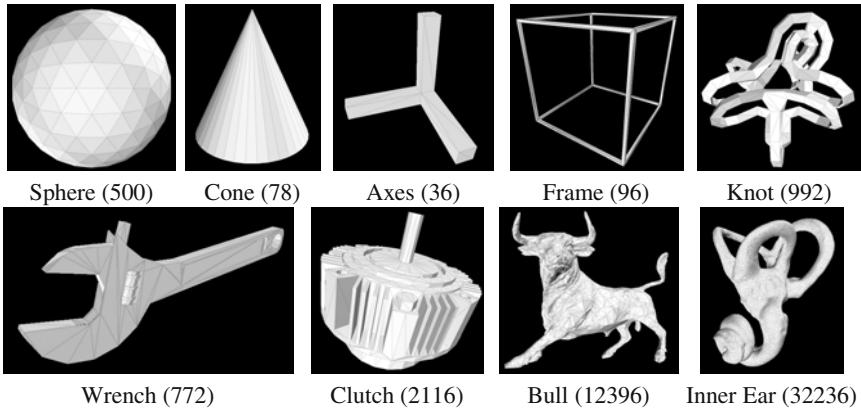 Sphere (500) Cone (78) Axes (36) Frame (96) Knot (992)
Wrench (772) Clutch (2116) Bull (12396) Inner Ear (32236)